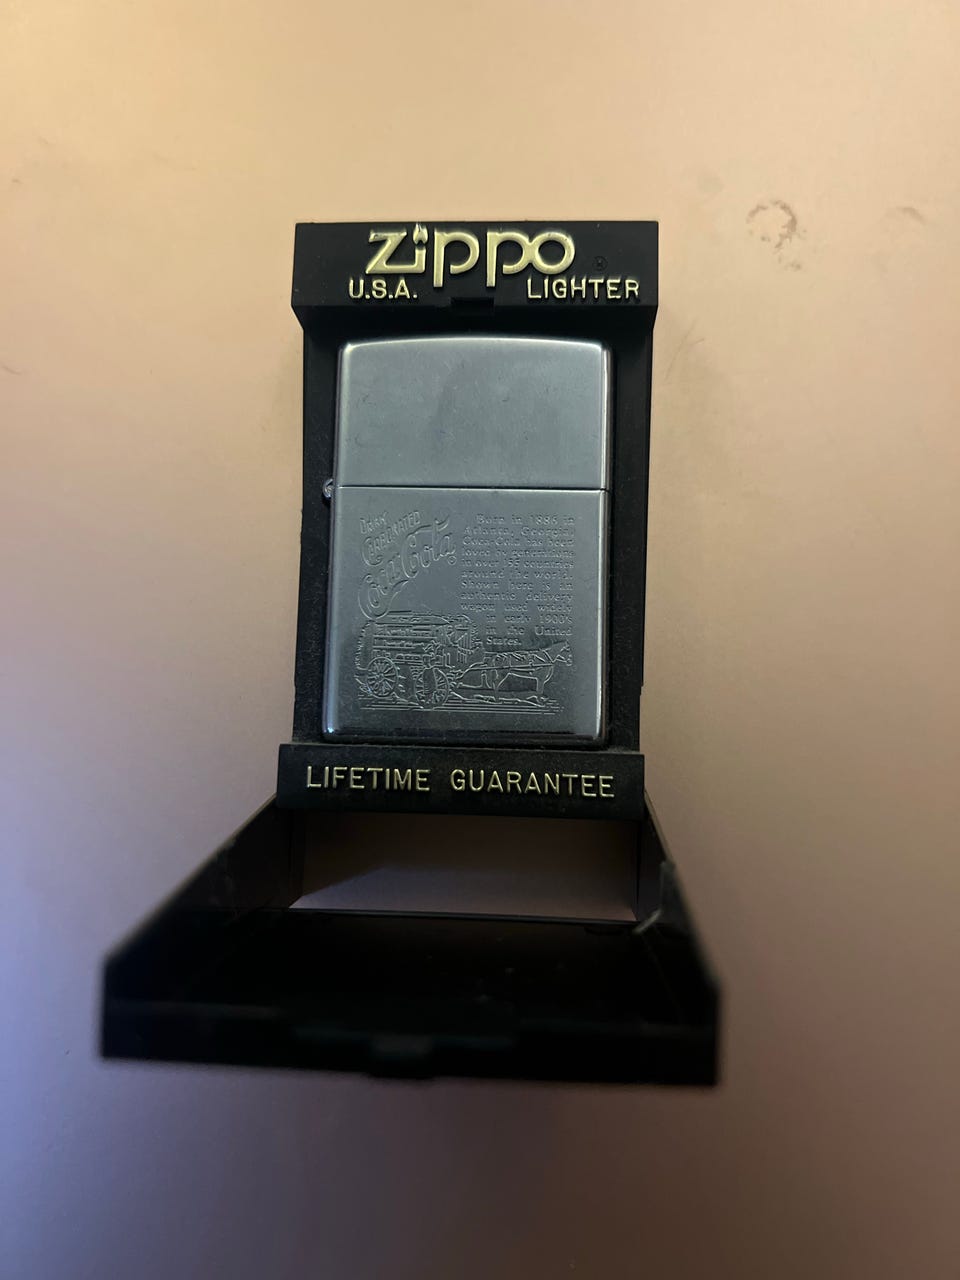 zippo
U.S.A. LIGHTER
DRINK
CARBONATED
Coca-Cola
Born in 1886 in
Atlanta, Georgia
Coca-Cola has been
loved by generations
in over 155 countries
around the world.
Shown here is an
authentic delivery
wagon used widely
in early 1900's
in the United
States.
LIFETIME GUARANTEE